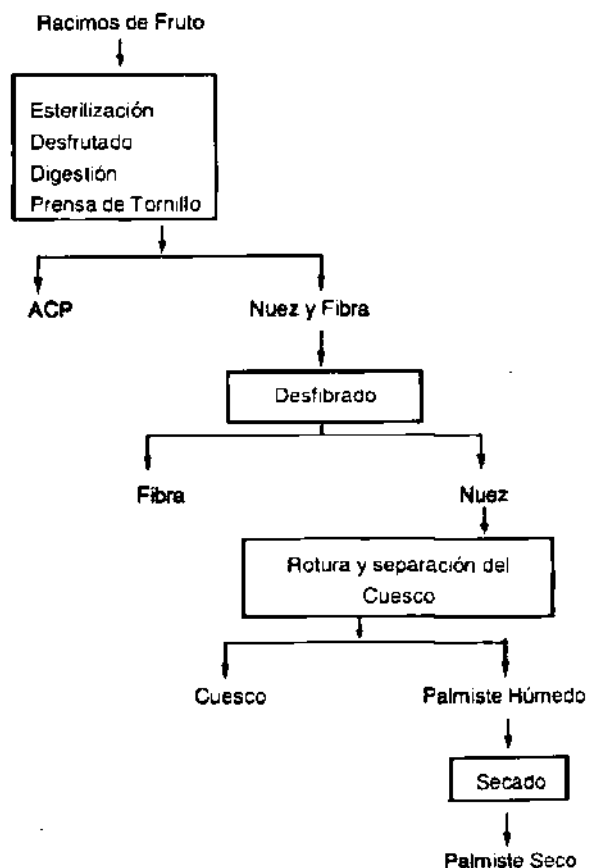 Racimos de Fruto
Esterilización
Desfrutado
Digestión
Prensa de Tornillo
ACP
Nuez y Fibra
Desfibrado
Fibra
Nuez
Rotura y separación del
Cuesco
Cuesco
Palmiste Húmedo
Secado
Palmiste Seco